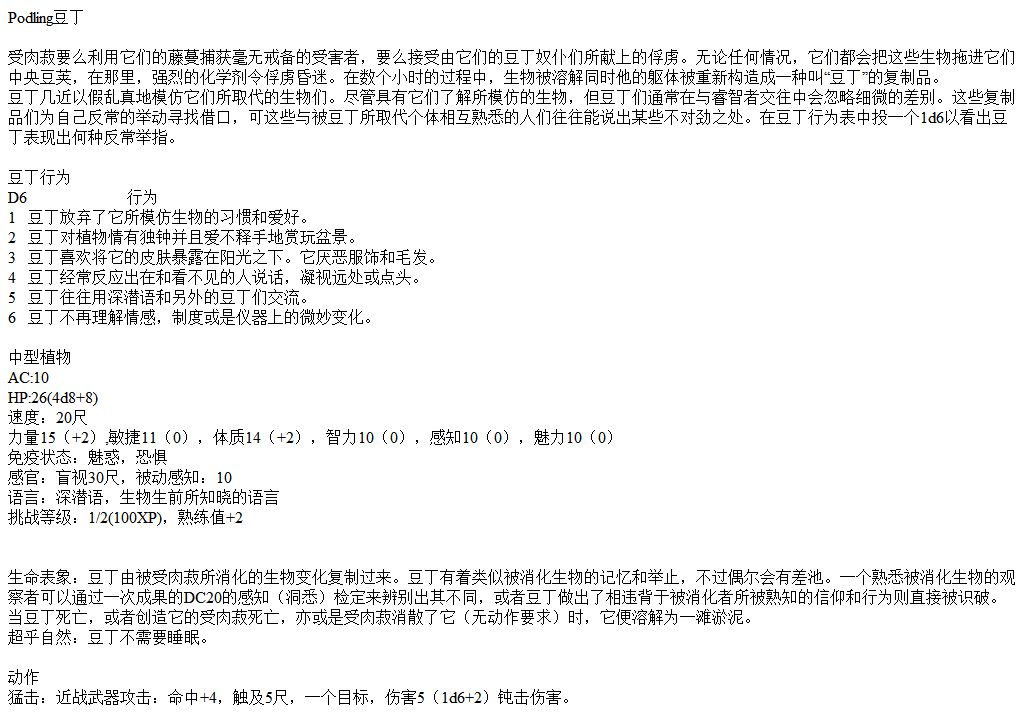 Podling豆丁
受肉菽要么利用它们的藤蔓捕获毫无戒备的受害者，要么接受由它们的豆丁奴仆们所献上的俘虏。无论任何情况，它们都会把这些生物拖进它们
中央豆荚，在那里，强烈的化学剂令俘虏昏迷。在数个小时的过程中，生物被溶解同时他的躯体被重新构造成一种叫“豆丁”的复制品。
豆丁几近以假乱真地模仿它们所取代的生物们。尽管具有它们了解所模仿的生物，但豆丁们通常在与睿智者交往中会忽略细微的差别。这些复制
品们为自己反常的举动寻找借口，可这些与被豆丁所取代个体相互熟悉的人们往往能说出某些不对劲之处。在豆丁行为表中投一个1d6以看出豆
丁表现出何种反常举指。
豆丁行为
D6 行为
1 豆丁放弃了它所模仿生物的习惯和爱好。
2 豆丁对植物情有独钟并且爱不释手地赏玩盆景。
3 豆丁喜欢将它的皮肤暴露在阳光之下。它厌恶服饰和毛发。
4 豆丁经常反应出在和看不见的人说话，凝视远处或点头。
5 豆丁往往用深潜语和另外的豆丁们交流。
6 豆丁不再理解情感，制度或是仪器上的微妙变化。
中型植物
AC:10
HP:26(4d8+8)
速度：20尺
力量15（+2）,敏捷11（0），体质14（+2），智力10（0），感知10（0），魅力10（0）
免疫状态：魅惑，恐惧
感官：盲视30尺，被动感知：10
语言：深潜语，生物生前所知晓的语言
挑战等级：1/2(100XP)，熟练值+2
生命表象：豆丁由被受肉菽所消化的生物变化复制过来。豆丁有着类似被消化生物的记忆和举止，不过偶尔会有差池。一个熟悉被消化生物的观
察者可以通过一次成果的DC20的感知（洞悉）检定来辨别出其不同，或者豆丁做出了相违背于被消化者所被熟知的信仰和行为则直接被识破。
当豆丁死亡，或者创造它的受肉菽死亡，亦或是受肉菽消散了它（无动作要求）时，它便溶解为一滩淤泥。
超乎自然：豆丁不需要睡眠。
动作
猛击：近战武器攻击：命中+4，触及5尺，一个目标，伤害5（1d6+2）钝击伤害。